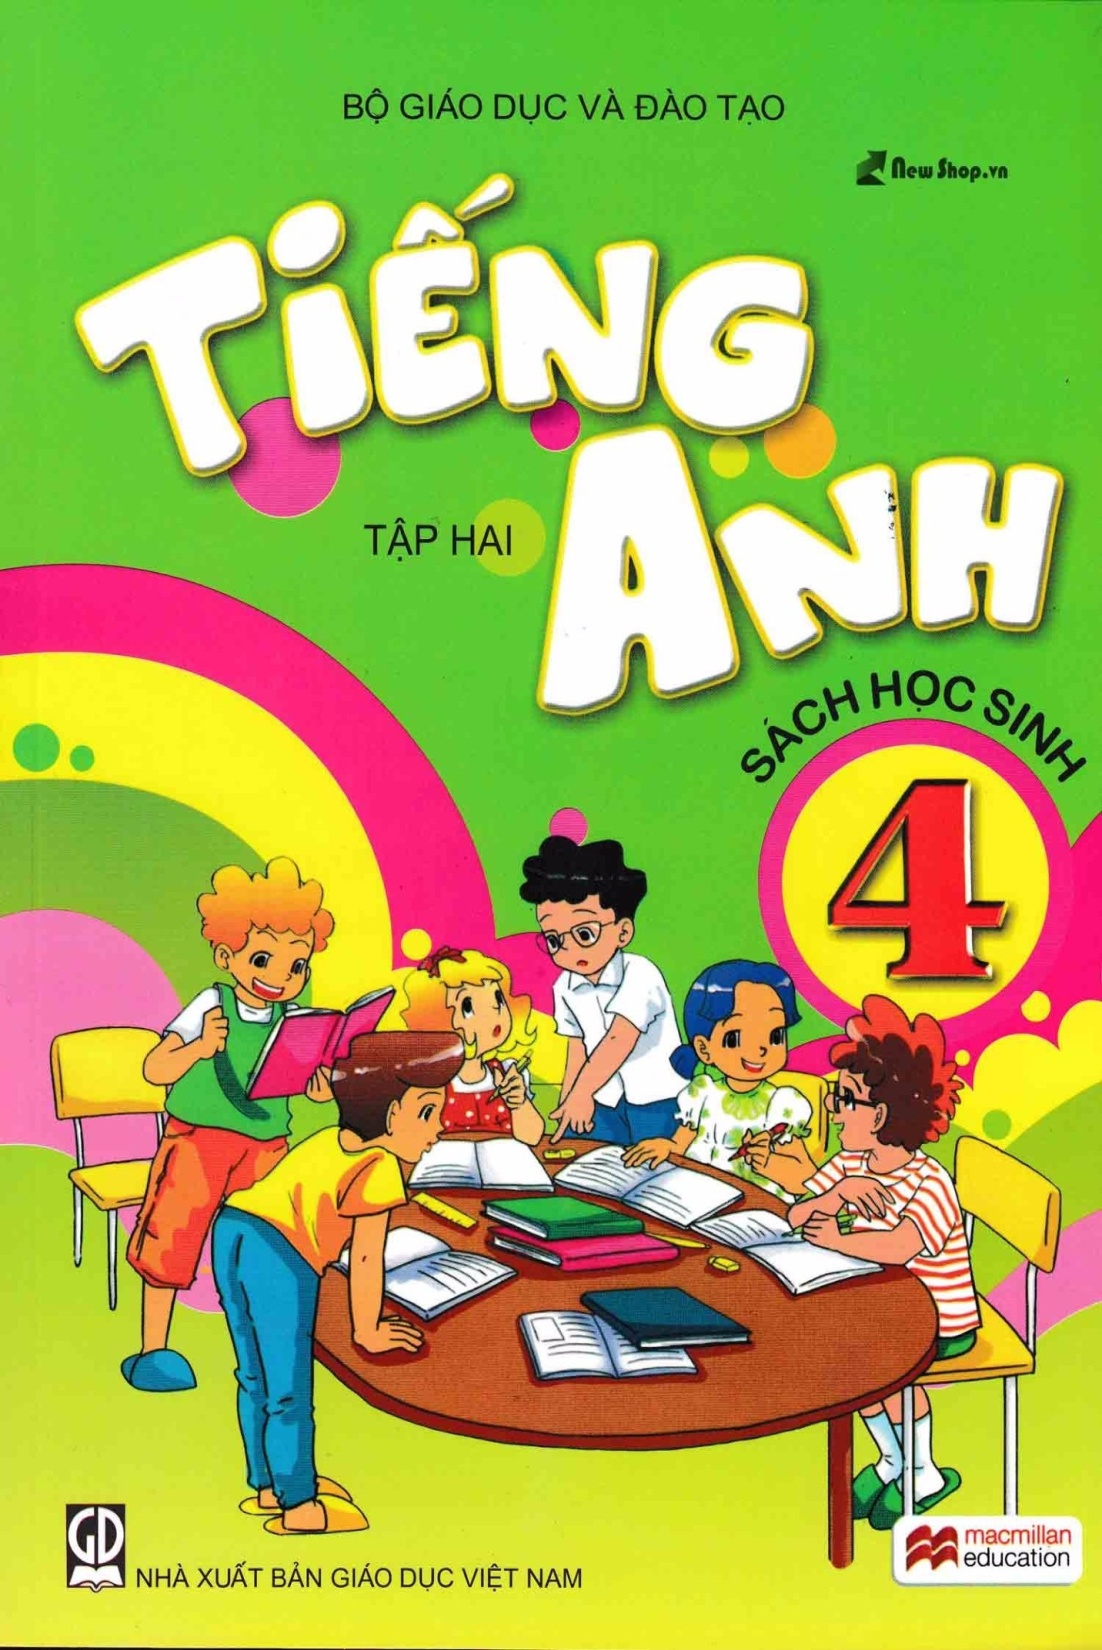 BỘ GIÁO DỤC VÀ ĐÀO TẠO
New Shop.vn
TIẾNG
ANH
TẬP HAI
SÁCH HỌC SINH
4
GD
NHÀ XUẤT BẢN GIÁO DỤC VIỆT NAM
macmillan
education